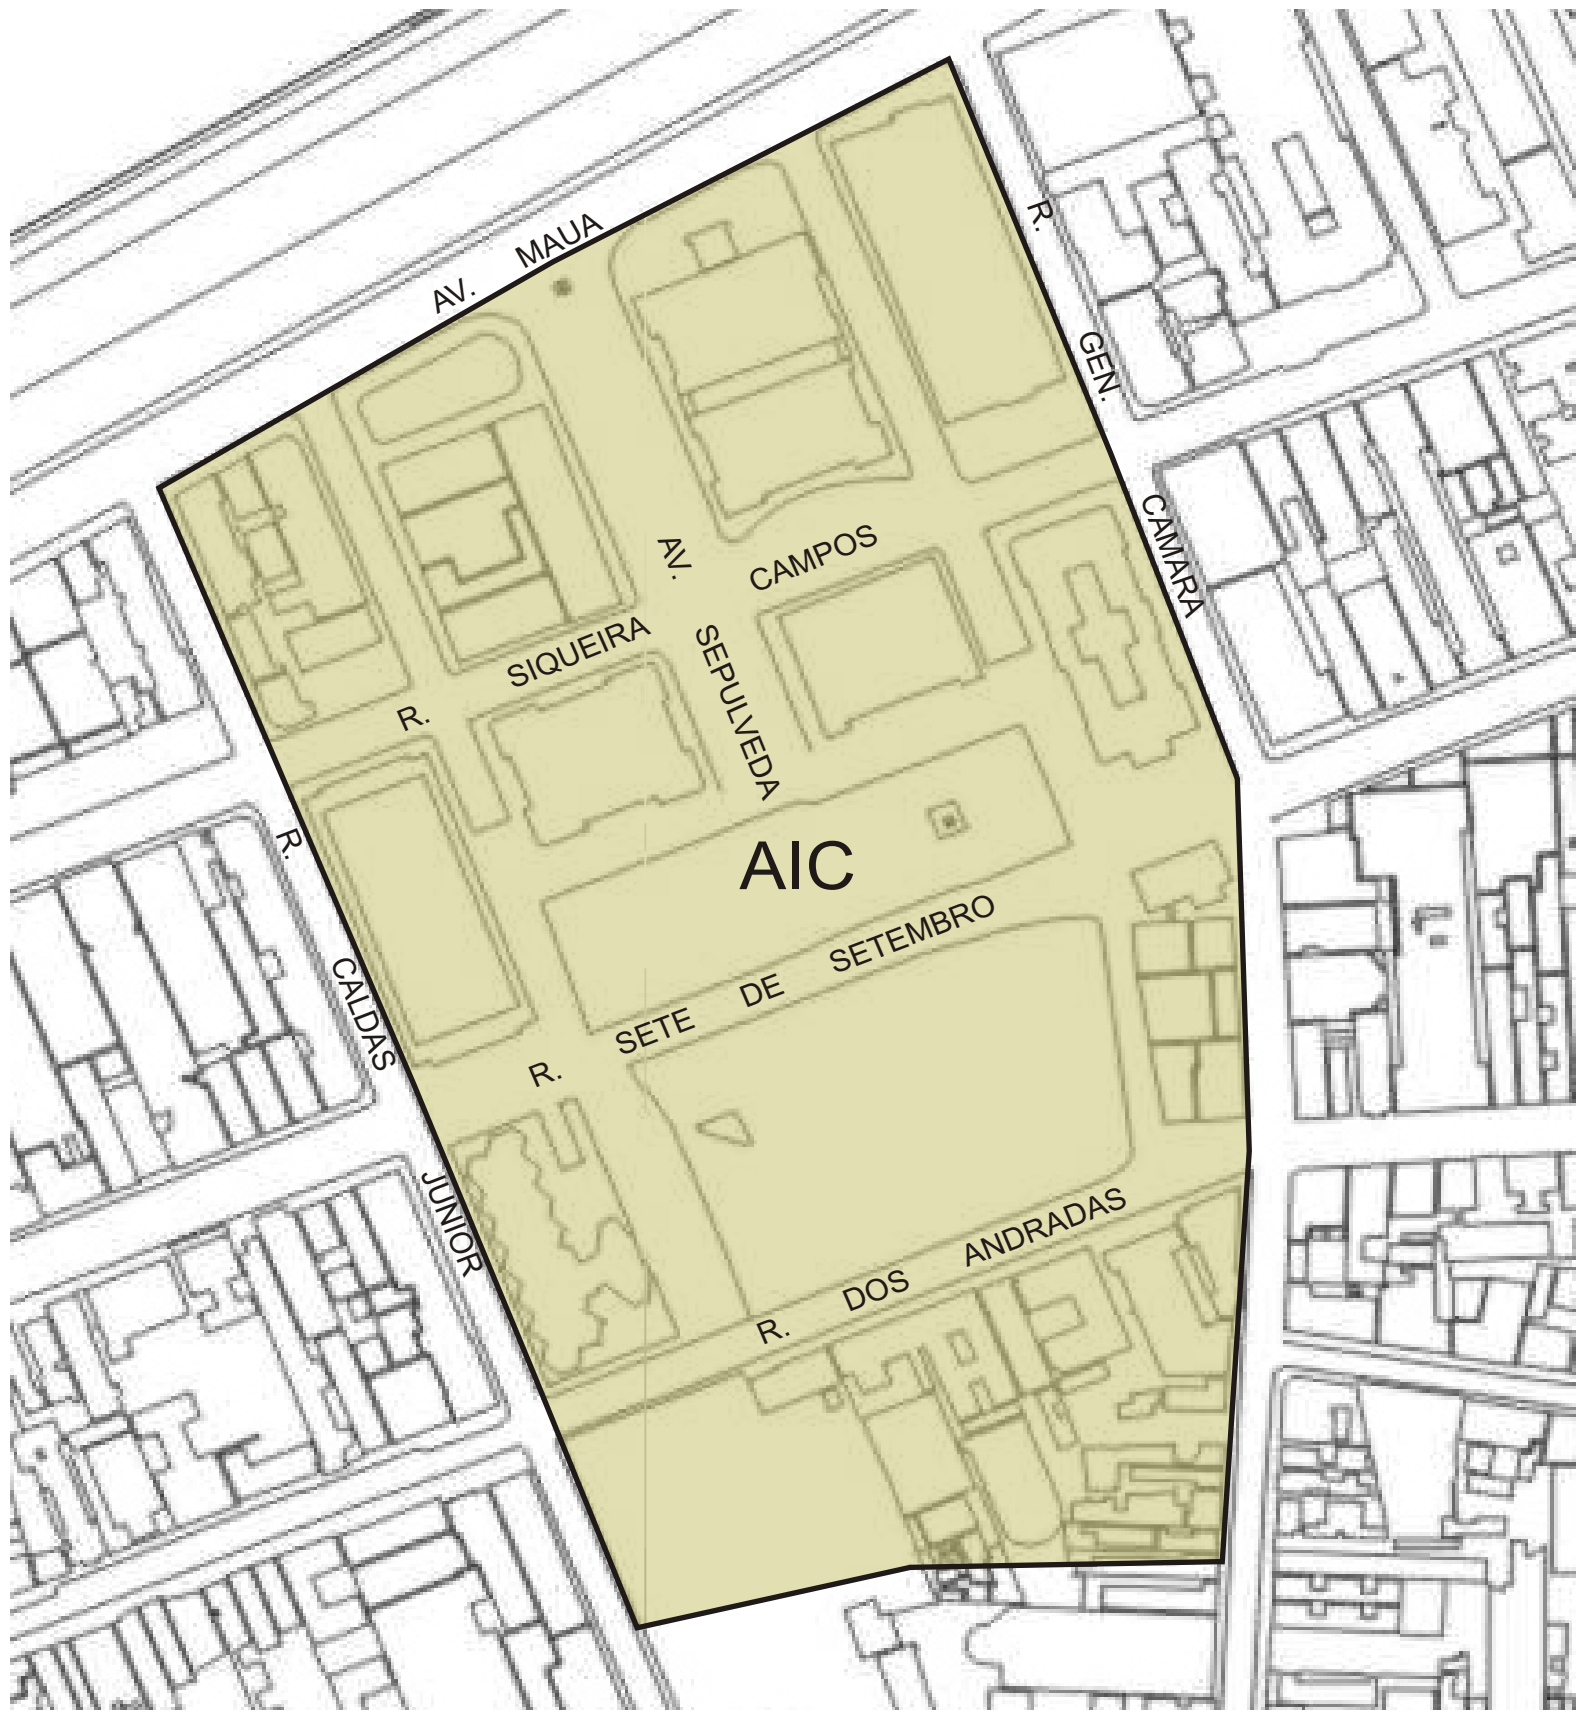 AV. MAUA
R. GEN. CAMARA
AV. SEPULVEDA
R. SIQUEIRA CAMPOS
R. CALDAS JUNIOR
AIC
R. SETE DE SETEMBRO
R. DOS ANDRADAS